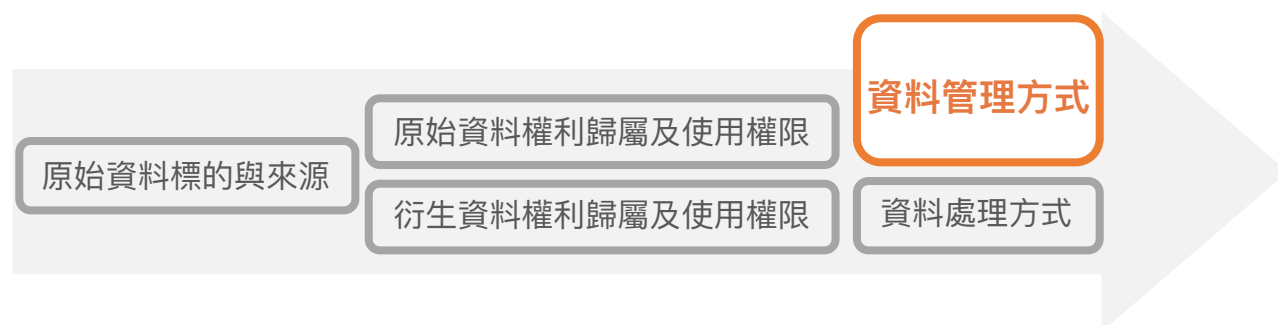 原始資料標的與來源
原始資料權利歸屬及使用權限
衍生資料權利歸屬及使用權限
資料管理方式
資料處理方式